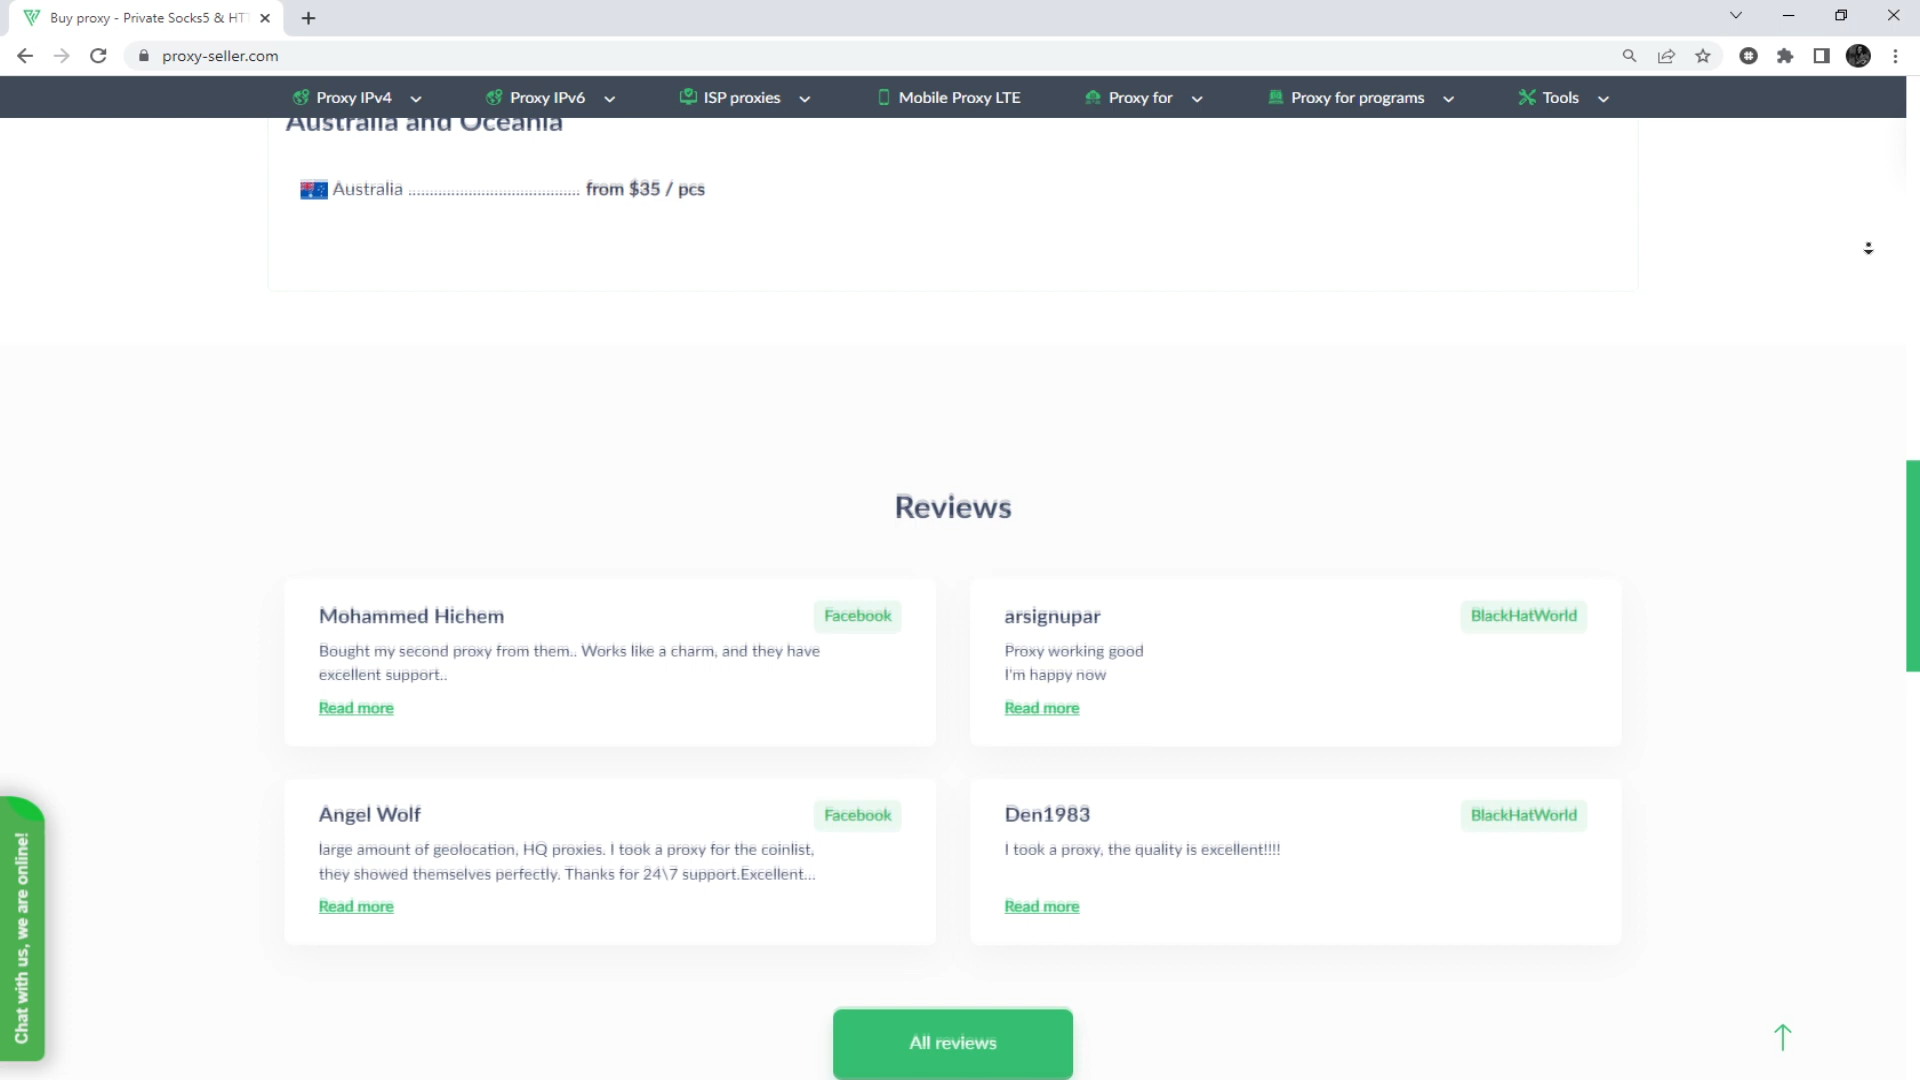 Buy proxy - Private Socks5 & HT
proxy-seller.com
Proxy IPv4
Proxy IPv6
ISP proxies
Mobile Proxy LTE
Proxy for
Proxy for programs
Tools
Australia and Oceania
Australia .......................................... from $35 / pcs
Reviews
Mohammed Hichem
Facebook
Bought my second proxy from them.. Works like a charm, and they have
excellent support..
Read more
arsignupar
BlackHatWorld
Proxy working good
I'm happy now
Read more
Angel Wolf
Facebook
large amount of geolocation, HQ proxies. I took a proxy for the coinlist,
they showed themselves perfectly. Thanks for 24\7 support.Excellent...
Read more
Den1983
BlackHatWorld
I took a proxy, the quality is excellent!!!!
Read more
All reviews
Chat with us, we are online!